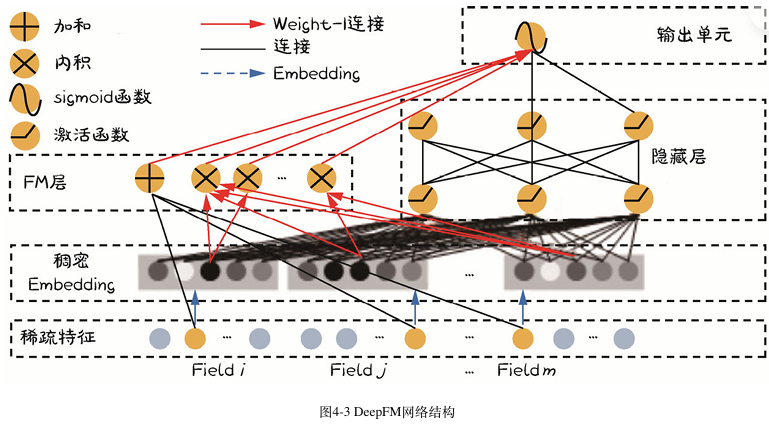 加和
内积
sigmoid函数
激活函数
Weight-1连接
连接
Embedding
输出单元
隐藏层
FM层
...
稠密
Embedding
...
稀疏特征
... ... ... ...
Field i
Field j
...
Field m
图4-3 DeepFM网络结构